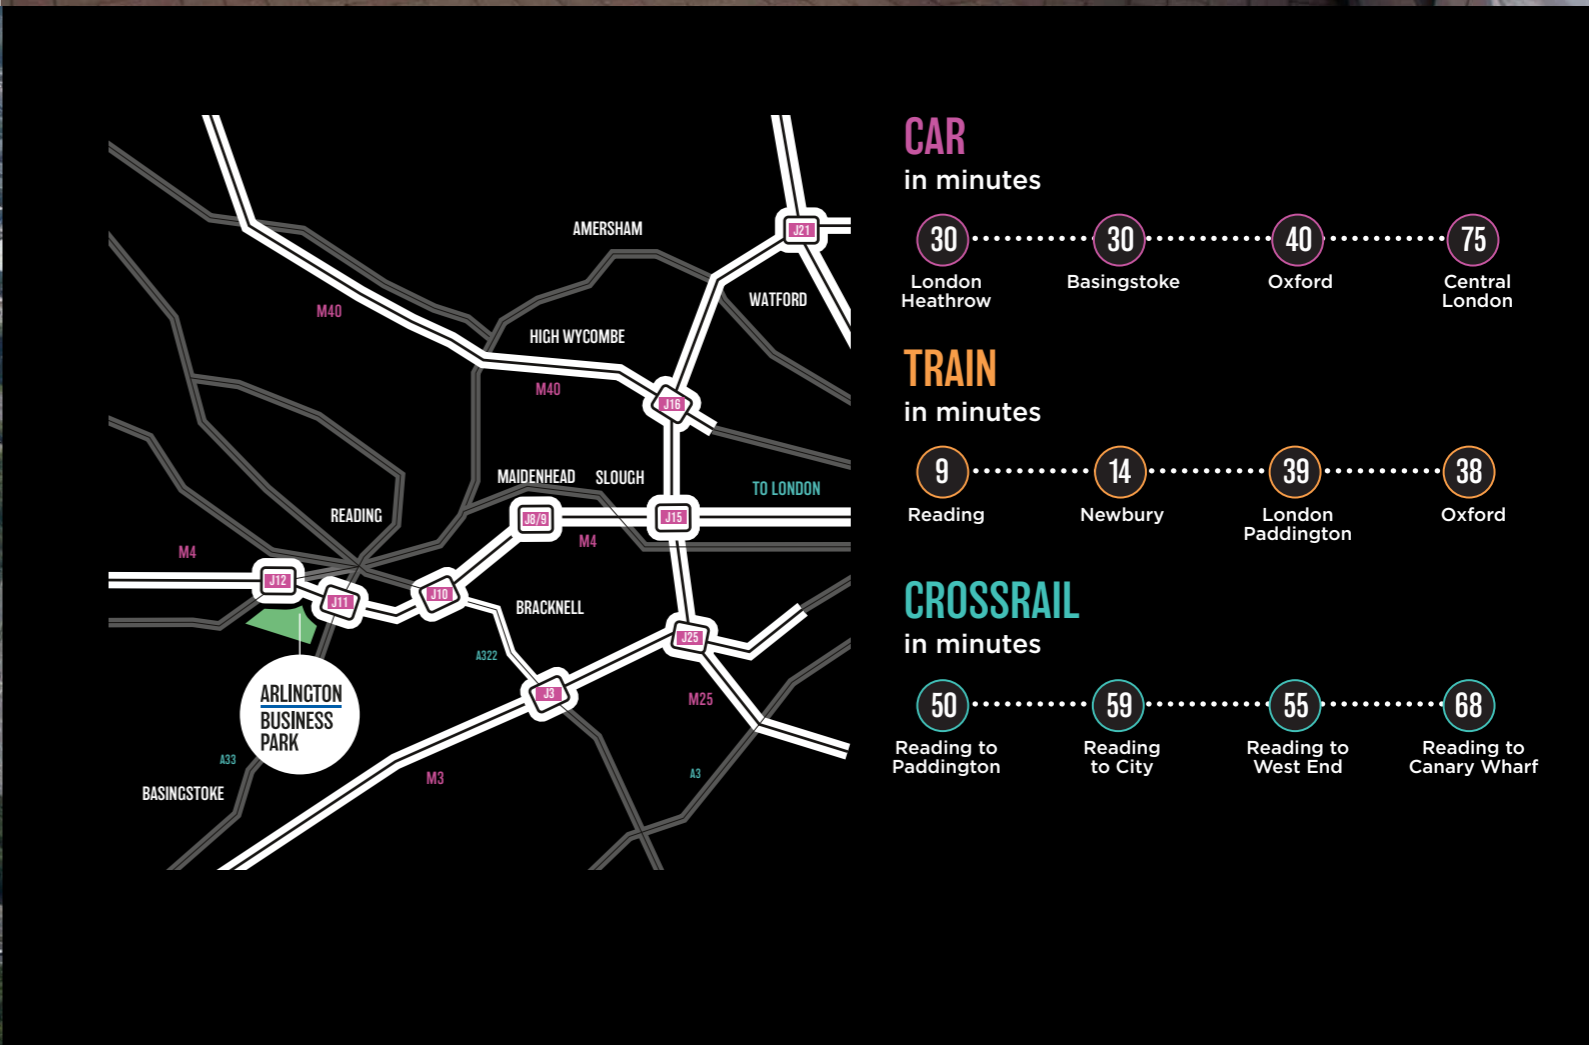 AMERSHAM
J21
WATFORD
M40
HIGH WYCOMBE
M40
J16
MAIDENHEAD
SLOUGH
TO LONDON
READING
J8/9
J15
M4
M4
J12
J11
J10
BRACKNELL
J25
A322
J3
M25
ARLINGTON
BUSINESS
PARK
A33
M3
A3
BASINGSTOKE
CAR
in minutes
30
30
40
75
London
Heathrow
Basingstoke
Oxford
Central
London
TRAIN
in minutes
9
14
39
38
Reading
Newbury
London
Paddington
Oxford
CROSSRAIL
in minutes
50
59
55
68
Reading to
Paddington
Reading
to City
Reading to
West End
Reading to
Canary Wharf